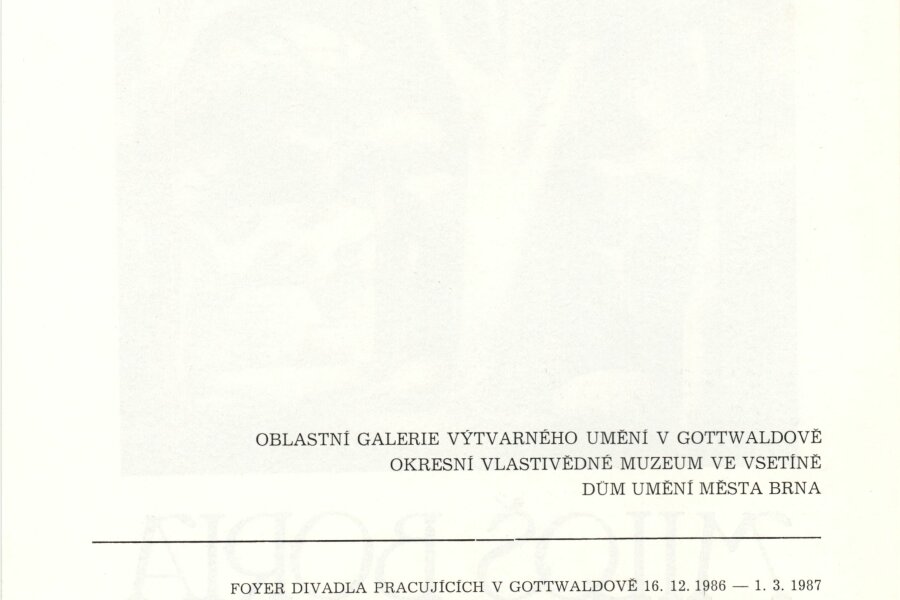 OBLASTNÍ GALERIE VÝTVARNÉHO UMĚNÍ V GOTTWALDOVĚ
OKRESNÍ VLASTIVĚDNÉ MUZEUM VE VSETÍNĚ
DŮM UMĚNÍ MĚSTA BRNA
FOYER DIVADLA PRACUJÍCÍCH V GOTTWALDOVĚ 16. 12. 1986 — 1. 3. 1987